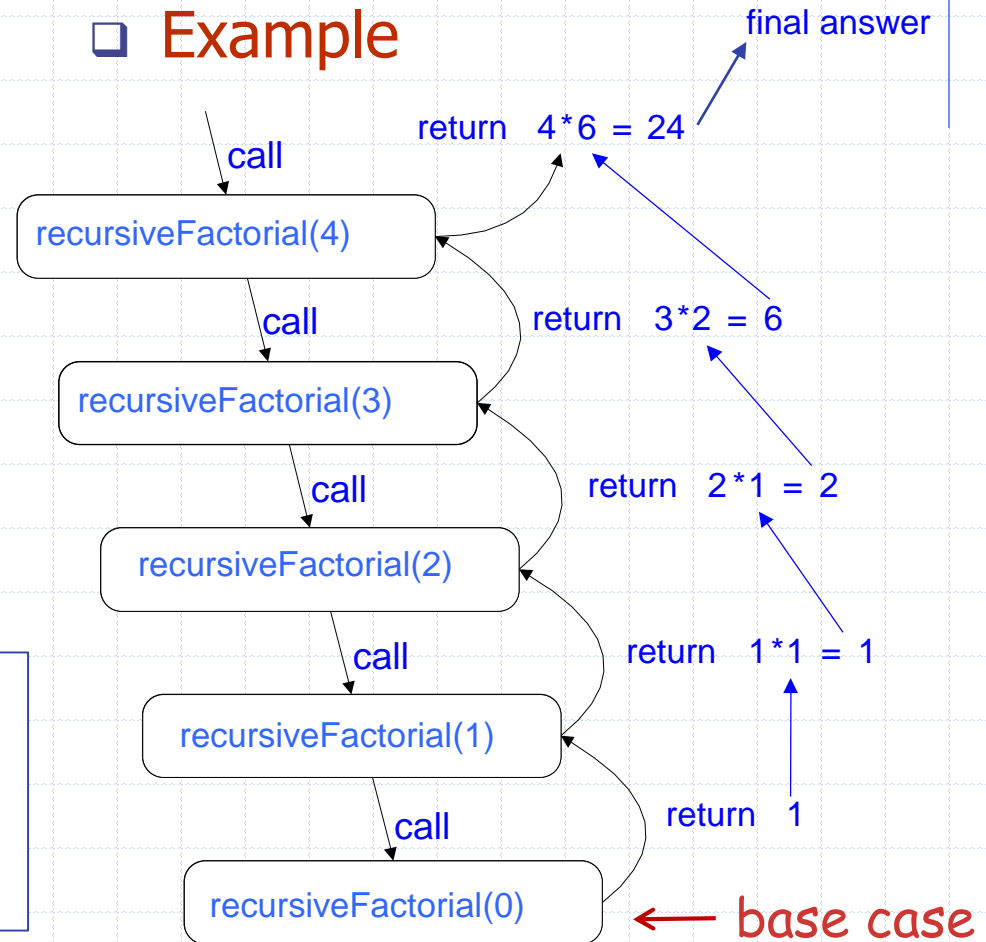 Example
final answer
return 4*6 = 24
call
recursiveFactorial(4)
call
return 3*2 = 6
recursiveFactorial(3)
call
return 2*1 = 2
recursiveFactorial(2)
call
return 1*1 = 1
recursiveFactorial(1)
call
return 1
recursiveFactorial(0)
base case